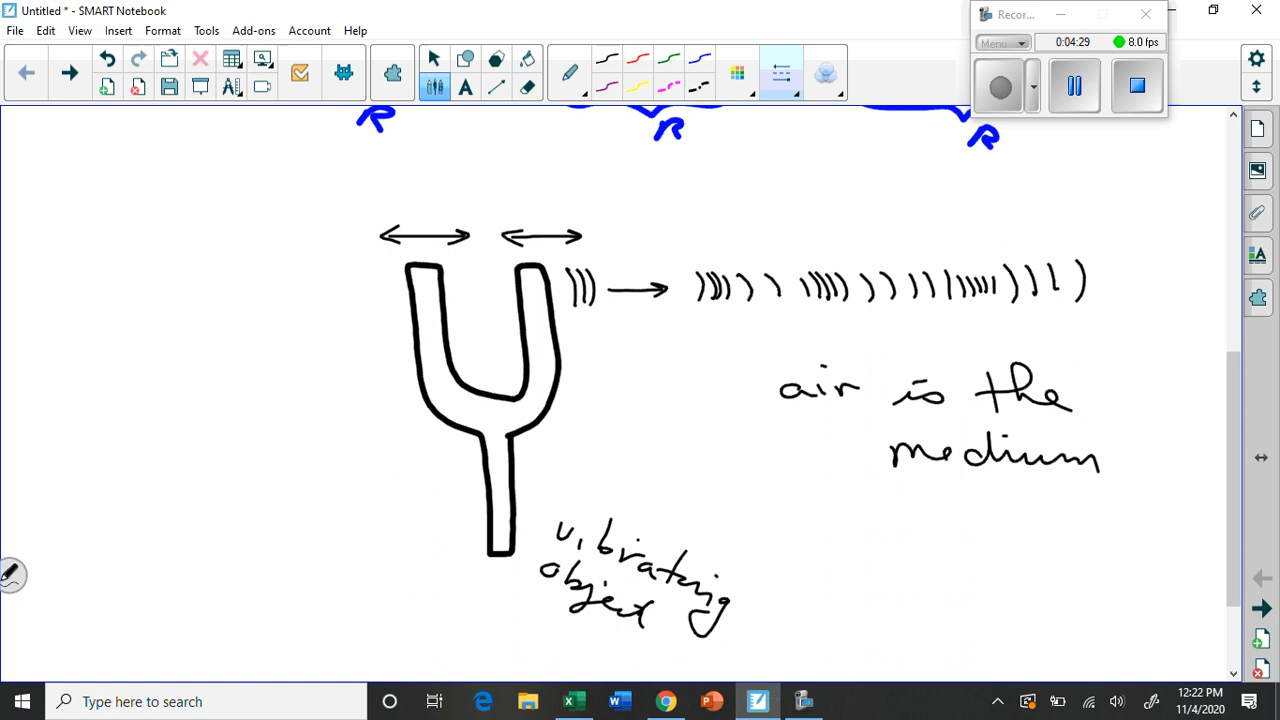 Untitled * - SMART Notebook
Recor...
File Edit View Insert Format Tools Add-ons Account Help
Menu
0:04:29
8.0 fps
R
R
R
air is the
medium
vibrating
object
Type here to search
12:22 PM
11/4/2020